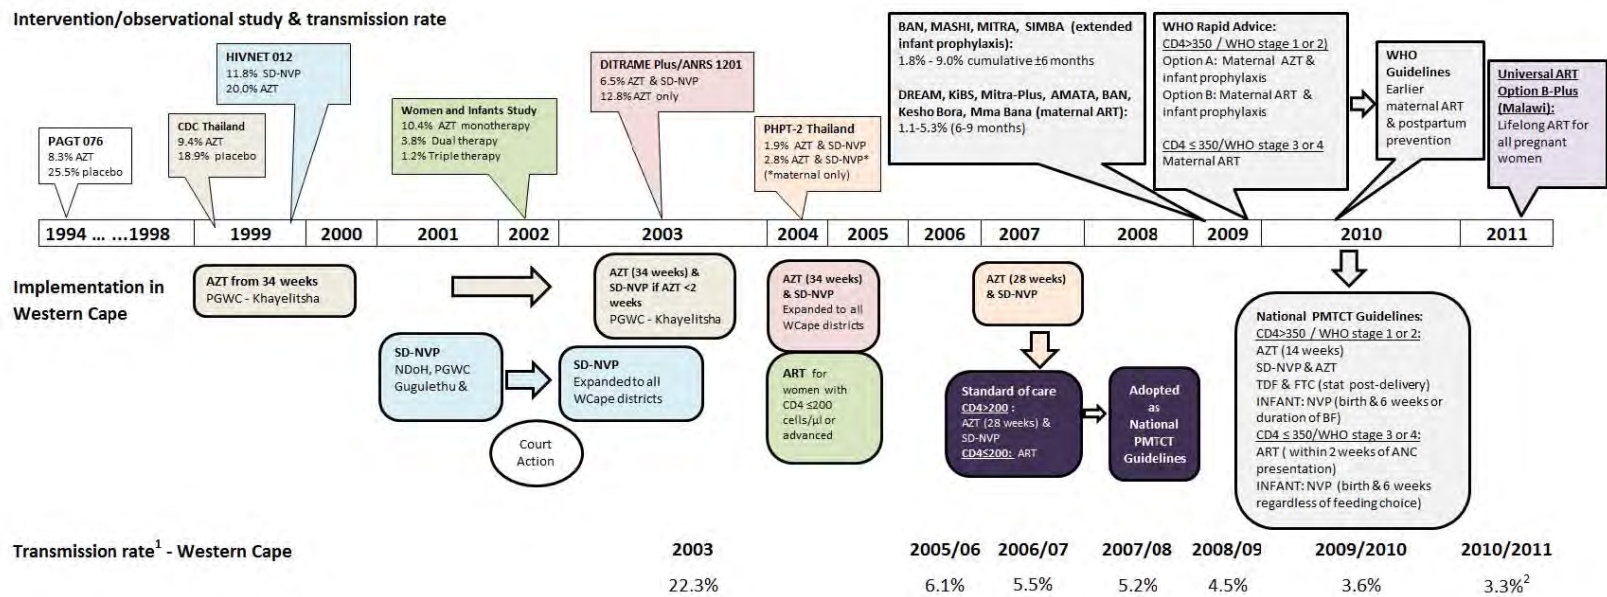 Intervention/observational study & transmission rate
PAGT 076
8.3% AZT
25.5% placebo
CDC Thailand
9.4% AZT
18.9% placebo
HIVNET 012
11.8% SD-NVP
20.0% AZT
Women and Infants Study
10.4% AZT monotherapy
3.8% Dual therapy
1.2% Triple therapy
DITRAME Plus/ANRS 1201
6.5% AZT & SD-NVP
12.8% AZT only
PHPT-2 Thailand
1.9% AZT & SD-NVP
2.8% AZT & SD-NVP*
(*maternal only)
BAN, MASHI, MITRA, SIMBA (extended
infant prophylaxis):
1.8% - 9.0% cumulative ±6 months
DREAM, KiBS, Mitra-Plus, AMATA, BAN,
Kesho Bora, Mma Bana (maternal ART):
1.1-5.3% (6-9 months)
WHO Rapid Advice:
CD4>350 / WHO stage 1 or 2)
Option A: Maternal AZT &
infant prophylaxis
Option B: Maternal ART &
infant prophylaxis
CD4 ≤ 350/WHO stage 3 or 4
Maternal ART
WHO
Guidelines
Earlier
maternal ART
& postpartum
prevention
Universal ART
Option B-Plus
(Malawi):
Lifelong ART for
all pregnant
women
1994 ... ...1998 1999 2000 2001 2002 2003 2004 2005 2006 2007 2008 2009 2010 2011
Implementation in
Western Cape
AZT from 34 weeks
PGWC - Khayelitsha
SD-NVP
NDoH, PGWC
Gugulethu &
AZT (34 weeks) &
SD-NVP if AZT <2
weeks
PGWC - Khayelitsha
SD-NVP
Expanded to all
WCape districts
Court
Action
AZT (34 weeks)
& SD-NVP
Expanded to all
WCape districts
ART for
women with
CD4 ≤200
cells/µl or
advanced
AZT (28 weeks)
& SD-NVP
Standard of care
CD4>200 :
AZT (28 weeks) &
SD-NVP
CD4≤200: ART
Adopted
as
National
PMTCT
Guidelines
National PMTCT Guidelines:
CD4>350 / WHO stage 1 or 2:
AZT (14 weeks)
SD-NVP & AZT
TDF & FTC (stat post-delivery)
INFANT: NVP (birth & 6 weeks or
duration of BF)
CD4 ≤ 350/WHO stage 3 or 4:
ART ( within 2 weeks of ANC
presentation)
INFANT: NVP (birth & 6 weeks
regardless of feeding choice)
Transmission rate1 - Western Cape
2003 2005/06 2006/07 2007/08 2008/09 2009/2010 2010/2011
22.3% 6.1% 5.5% 5.2% 4.5% 3.6% 3.3%2